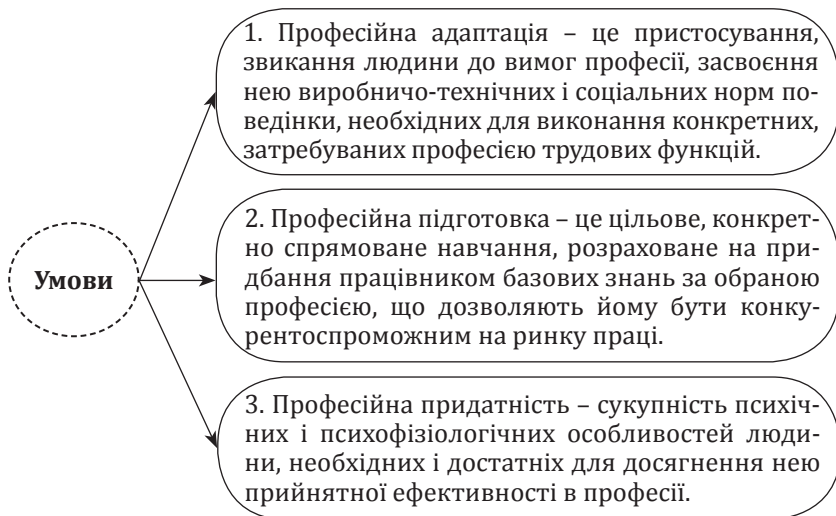 1. Професійна адаптація – це пристосування,
звикання людини до вимог професії, засвоєння
нею виробничо-технічних і соціальних норм по-
ведінки, необхідних для виконання конкретних,
затребуваних професією трудових функцій.
Умови
2. Професійна підготовка – це цільове, конкрет-
но спрямоване навчання, розраховане на при-
дбання працівником базових знань за обраною
професією, що дозволяють йому бути конку-
рентоспроможним на ринку праці.
3. Професійна придатність – сукупність психіч-
них і психофізіологічних особливостей люди-
ни, необхідних і достатніх для досягнення нею
прийнятної ефективності в професії.